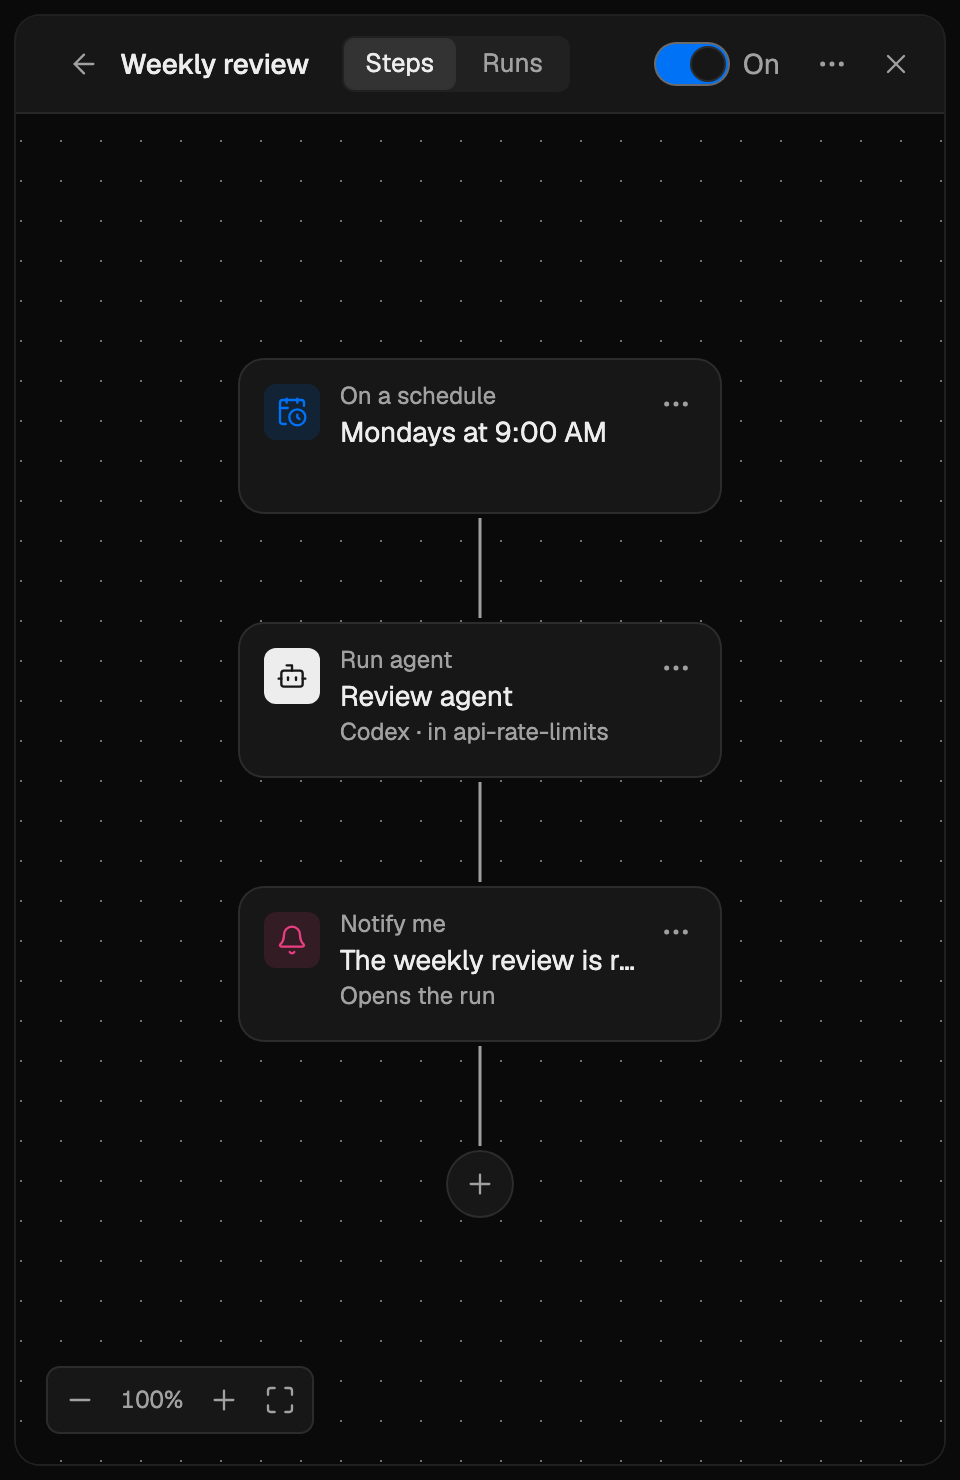 Weekly review
Steps
Runs
On
On a schedule
Mondays at 9:00 AM
Run agent
Review agent
Codex · in api-rate-limits
Notify me
The weekly review is r...
Opens the run
100%